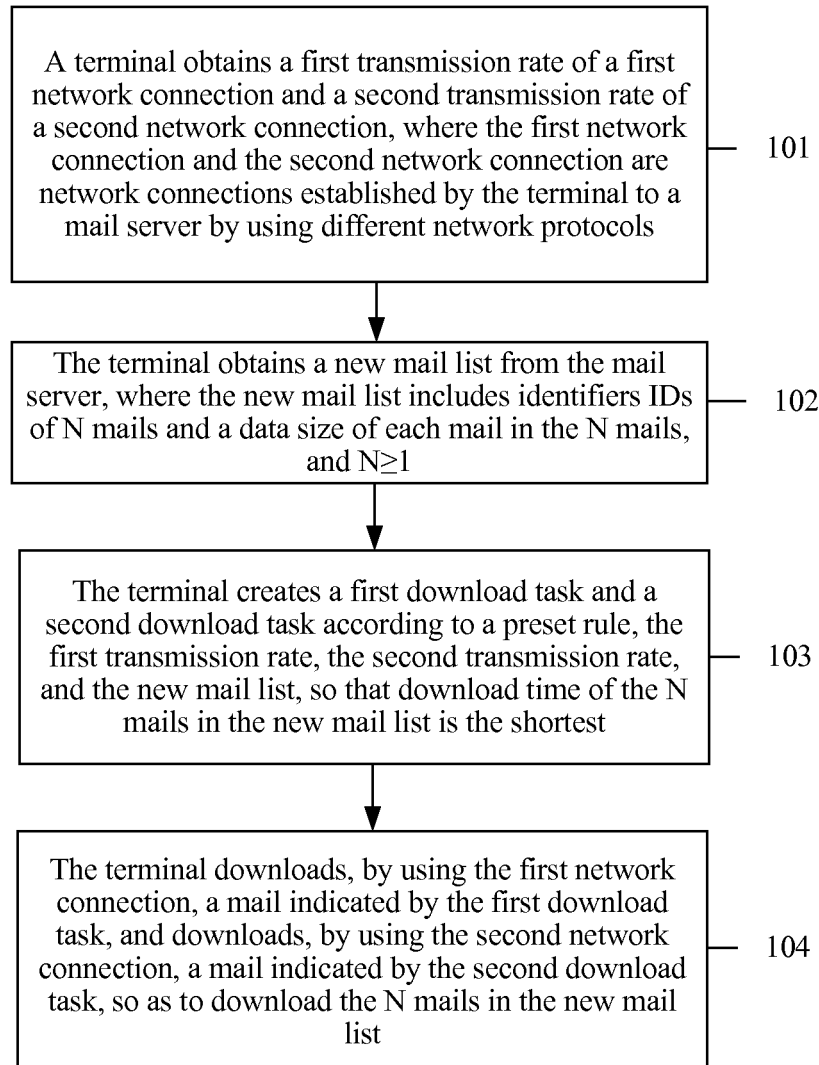 A terminal obtains a first transmission rate of a first
network connection and a second transmission rate of
a second network connection, where the first network
connection and the second network connection are
network connections established by the terminal to a
mail server by using different network protocols
101
The terminal obtains a new mail list from the mail
server, where the new mail list includes identifiers IDs
of N mails and a data size of each mail in the N mails,
and N≥1
102
The terminal creates a first download task and a
second download task according to a preset rule, the
first transmission rate, the second transmission rate,
and the new mail list, so that download time of the N
mails in the new mail list is the shortest
103
The terminal downloads, by using the first network
connection, a mail indicated by the first download
task, and downloads, by using the second network
connection, a mail indicated by the second download
task, so as to download the N mails in the new mail
list
104